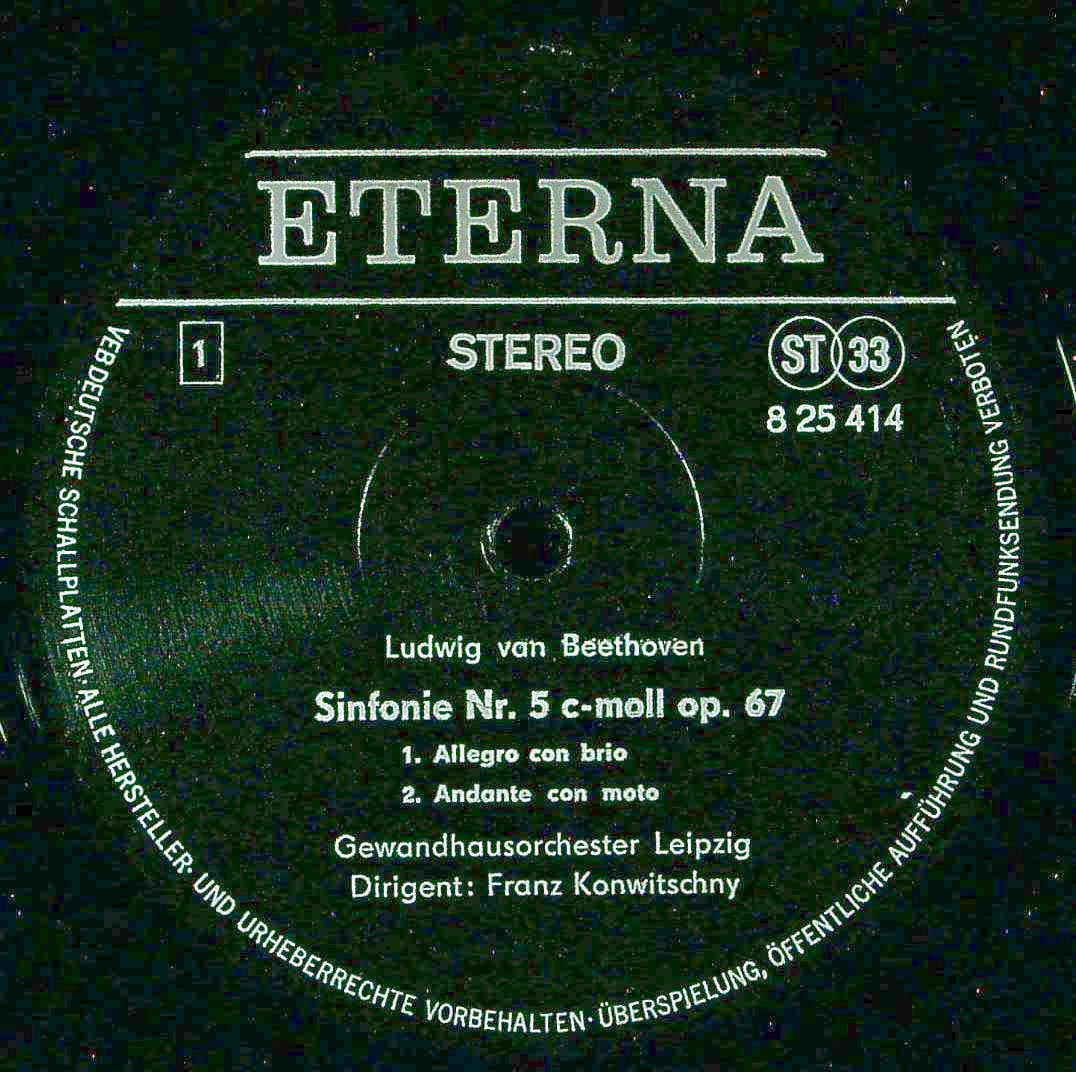 ETERNA
1
STEREO
ST 33
8 25 414
Ludwig van Beethoven
Sinfonie Nr. 5 c-moll op. 67
1. Allegro con brio
2. Andante con moto
Gewandhausorchester Leipzig
Dirigent: Franz Konwitschny
VEB DEUTSCHE SCHALLPLATTEN · ALLE HERSTELLER- UND URHEBERRECHTE VORBEHALTEN · ÜBERSPIELUNG, ÖFFENTLICHE AUFFÜHRUNG UND RUNDFUNKSENDUNG VERBOTEN